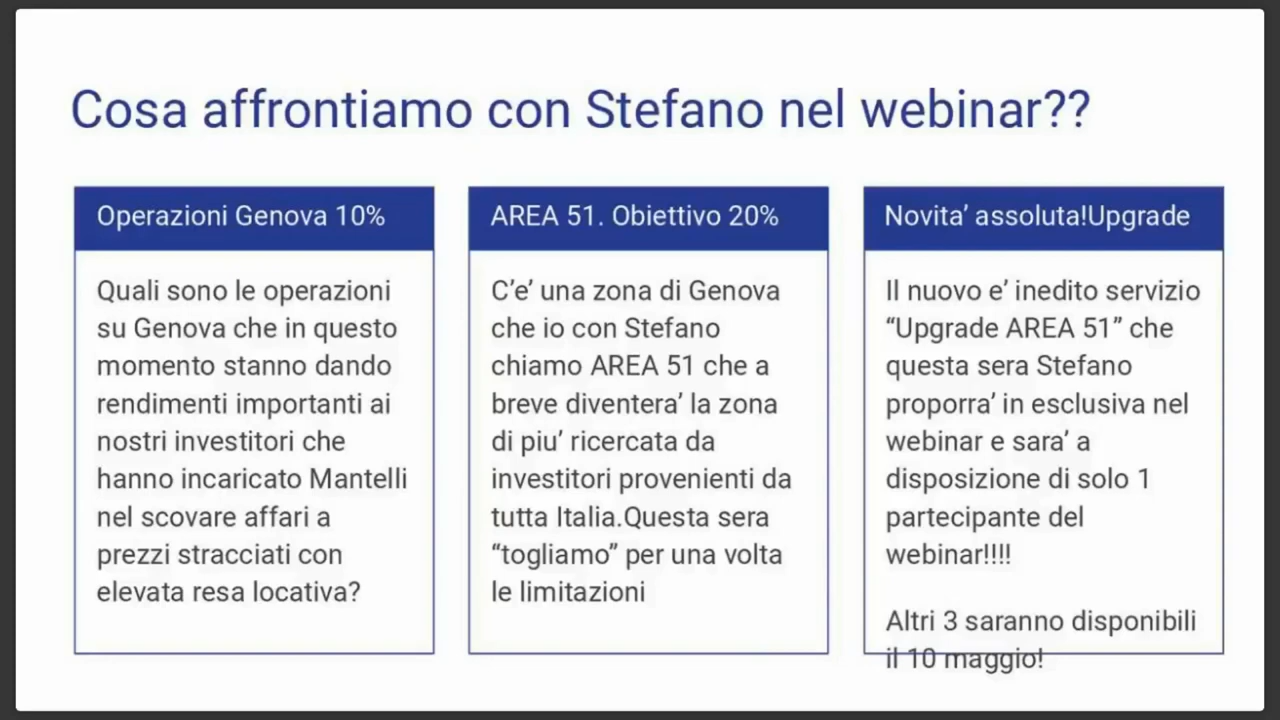 Cosa affrontiamo con Stefano nel webinar??
Operazioni Genova 10%
Quali sono le operazioni
su Genova che in questo
momento stanno dando
rendimenti importanti ai
nostri investitori che
hanno incaricato Mantelli
nel scovare affari a
prezzi stracciati con
elevata resa locativa?
AREA 51. Obiettivo 20%
C’e’ una zona di Genova
che io con Stefano
chiamo AREA 51 che a
breve diventera’ la zona
di piu’ ricercata da
investitori provenienti da
tutta Italia.Questa sera
“togliamo” per una volta
le limitazioni
Novita’ assoluta!Upgrade
Il nuovo e’ inedito servizio
“Upgrade AREA 51” che
questa sera Stefano
proporra’ in esclusiva nel
webinar e sara’ a
disposizione di solo 1
partecipante del
webinar!!!!
Altri 3 saranno disponibili
il 10 maggio!